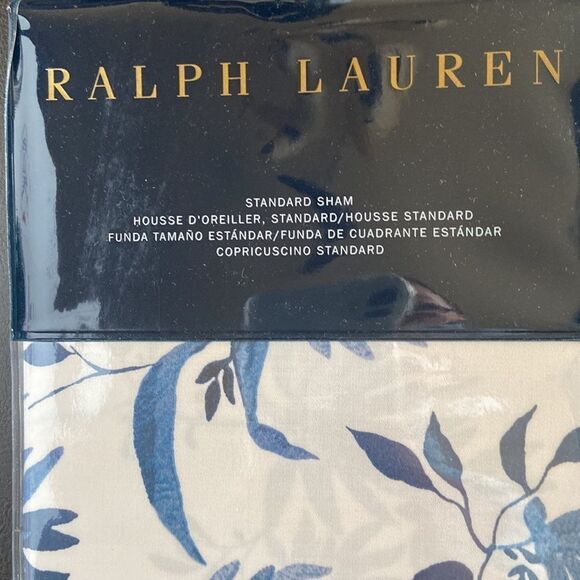 RALPH LAUREN
STANDARD SHAM
HOUSSE D'OREILLER, STANDARD/HOUSSE STANDARD
FUNDA TAMAÑO ESTÁNDAR/FUNDA DE CUADRANTE ESTÁNDAR
COPRICUSCINO STANDARD